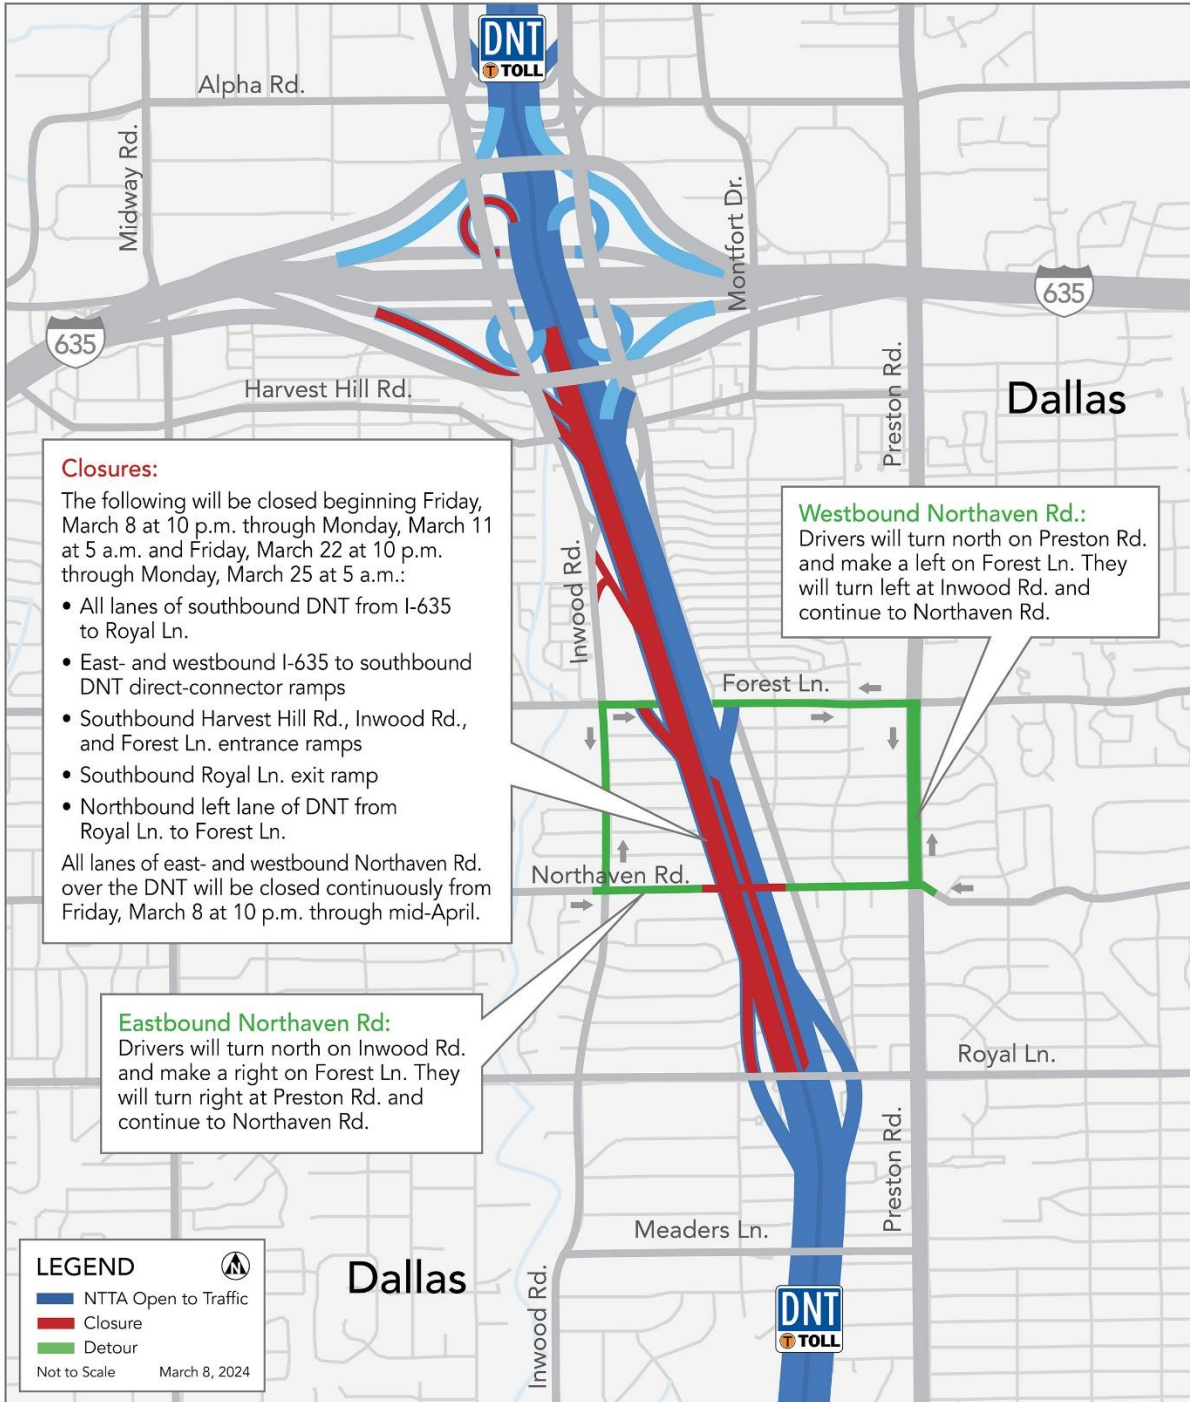 DNT
T TOLL
Alpha Rd.
Midway Rd.
Montfort Dr.
635
635
Harvest Hill Rd.
Preston Rd.
Dallas
Closures:
The following will be closed beginning Friday,
March 8 at 10 p.m. through Monday, March 11
at 5 a.m. and Friday, March 22 at 10 p.m.
through Monday, March 25 at 5 a.m.:
• All lanes of southbound DNT from I-635
to Royal Ln.
• East- and westbound I-635 to southbound
DNT direct-connector ramps
• Southbound Harvest Hill Rd., Inwood Rd.,
and Forest Ln. entrance ramps
• Southbound Royal Ln. exit ramp
• Northbound left lane of DNT from
Royal Ln. to Forest Ln.
All lanes of east- and westbound Northaven Rd.
over the DNT will be closed continuously from
Friday, March 8 at 10 p.m. through mid-April.
Westbound Northaven Rd.:
Drivers will turn north on Preston Rd.
and make a left on Forest Ln. They
will turn left at Inwood Rd. and
continue to Northaven Rd.
Inwood Rd.
Forest Ln.
Northaven Rd.
Eastbound Northaven Rd:
Drivers will turn north on Inwood Rd.
and make a right on Forest Ln. They
will turn right at Preston Rd. and
continue to Northaven Rd.
Royal Ln.
Preston Rd.
Meaders Ln.
Dallas
Inwood Rd.
DNT
T TOLL
LEGEND
N
NTTA Open to Traffic
Closure
Detour
Not to Scale March 8, 2024